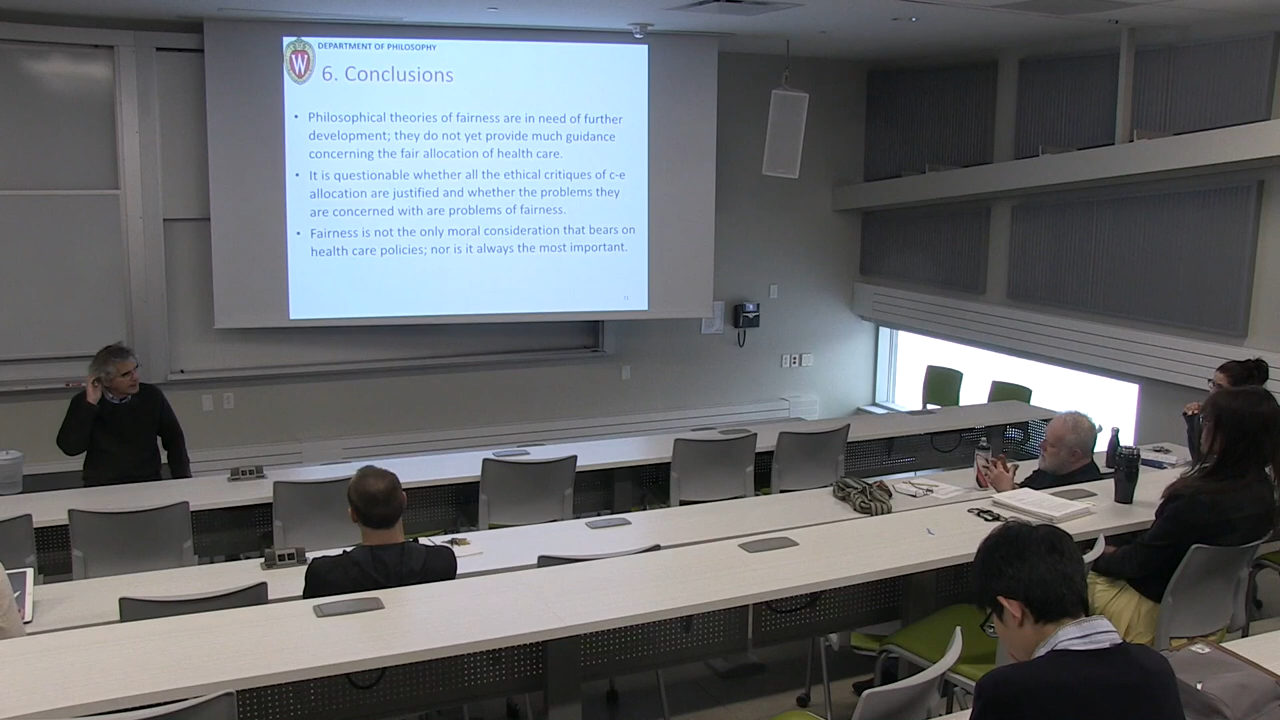 DEPARTMENT OF PHILOSOPHY
W
6. Conclusions
• Philosophical theories of fairness are in need of further
development; they do not yet provide much guidance
concerning the fair allocation of health care.
• It is questionable whether all the ethical critiques of c-e
allocation are justified and whether the problems they
are concerned with are problems of fairness.
• Fairness is not the only moral consideration that bears on
health care policies; nor is it always the most important.
11